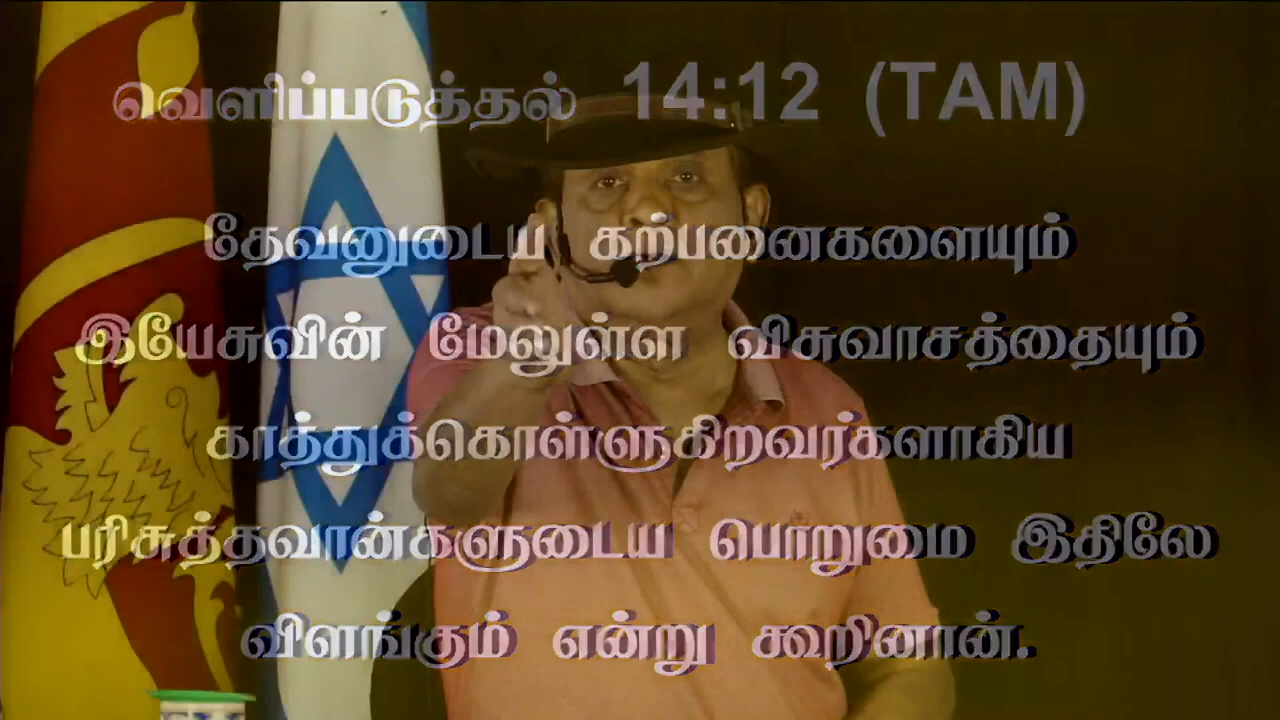 வெளிப்படுத்தல் 14:12 (TAM)
தேவனுடைய கற்பனைகளையும்
இயேசுவின் மேலுள்ள விசுவாசத்தையும்
காத்துக்கொள்ளுகிறவர்களாகிய
பரிசுத்தவான்களுடைய பொறுமை இதிலே
விளங்கும் என்று கூறினான்.